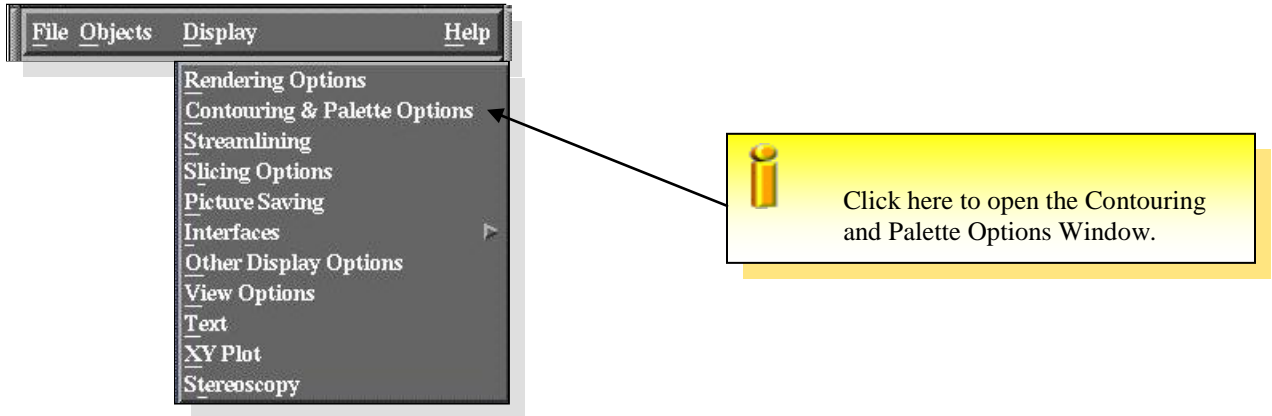 File Objects Display Help
Rendering Options
Contouring & Palette Options
Streamlining
Slicing Options
Picture Saving
Interfaces
Other Display Options
View Options
Text
XY Plot
Stereoscopy
Click here to open the Contouring
and Palette Options Window.